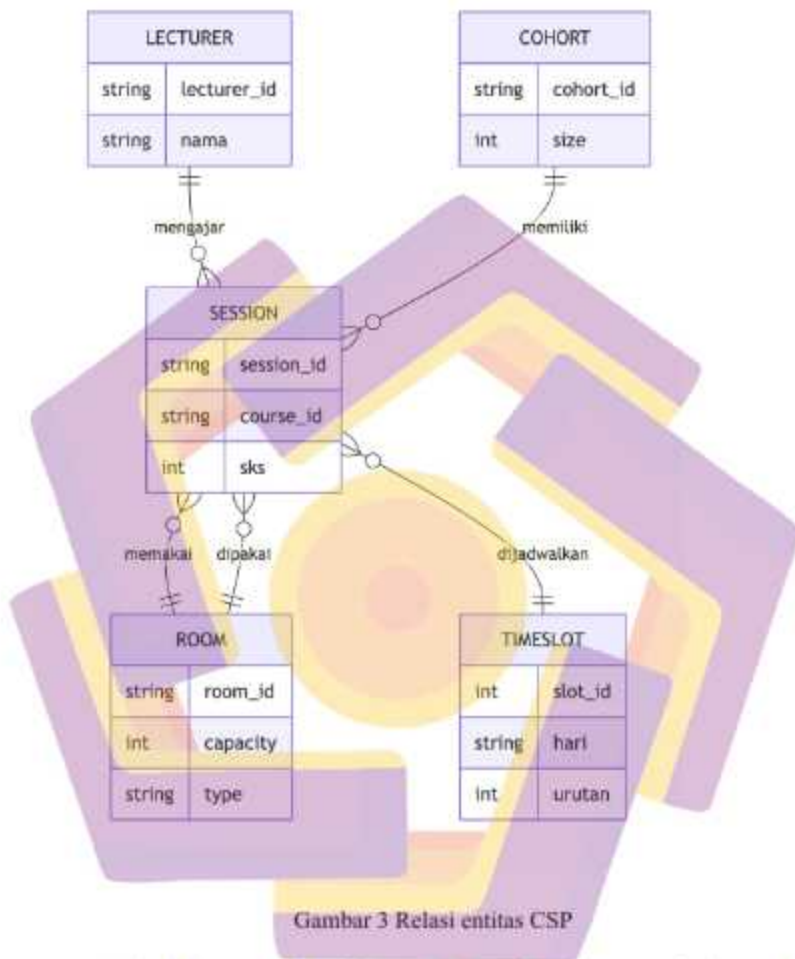 LECTURER
string lecturer_id
string nama
COHORT
string cohort_id
int size
mengajar
memiliki
SESSION
string session_id
string course_id
int sks
memakai
dipakai
dijadwalkan
ROOM
string room_id
int capacity
string type
TIMESLOT
int slot_id
string hari
int urutan
Gambar 3 Relasi entitas CSP